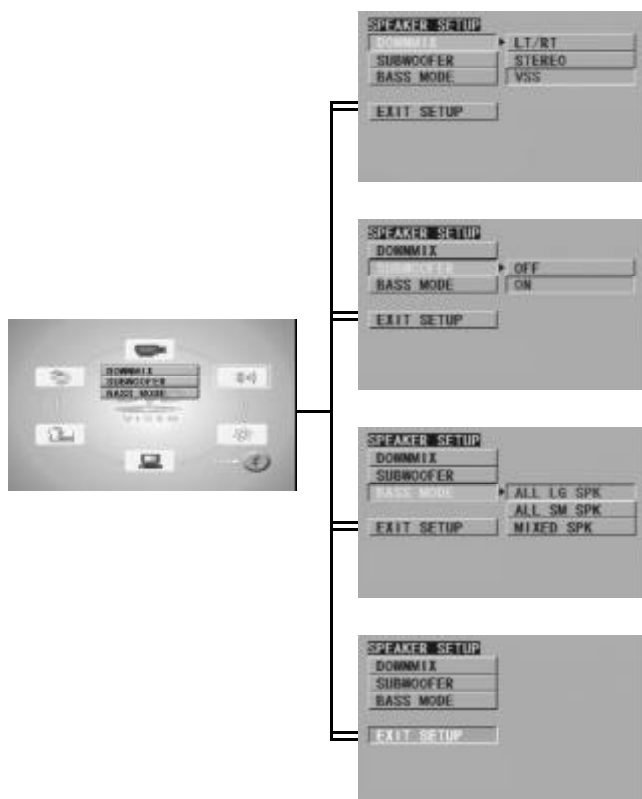 SPEAKER SETUP
DOWNMIX
LT/RT
SUBWOOFER
STEREO
BASS MODE
VSS
EXIT SETUP
SPEAKER SETUP
DOWNMIX
SUBWOOFER
OFF
BASS MODE
ON
EXIT SETUP
DOWNMIX
SUBWOOFER
BASS MODE
VIDEO
SPEAKER SETUP
DOWNMIX
SUBWOOFER
BASS MODE
ALL LG SPK
ALL SM SPK
EXIT SETUP
MIXED SPK
SPEAKER SETUP
DOWNMIX
SUBWOOFER
BASS MODE
EXIT SETUP